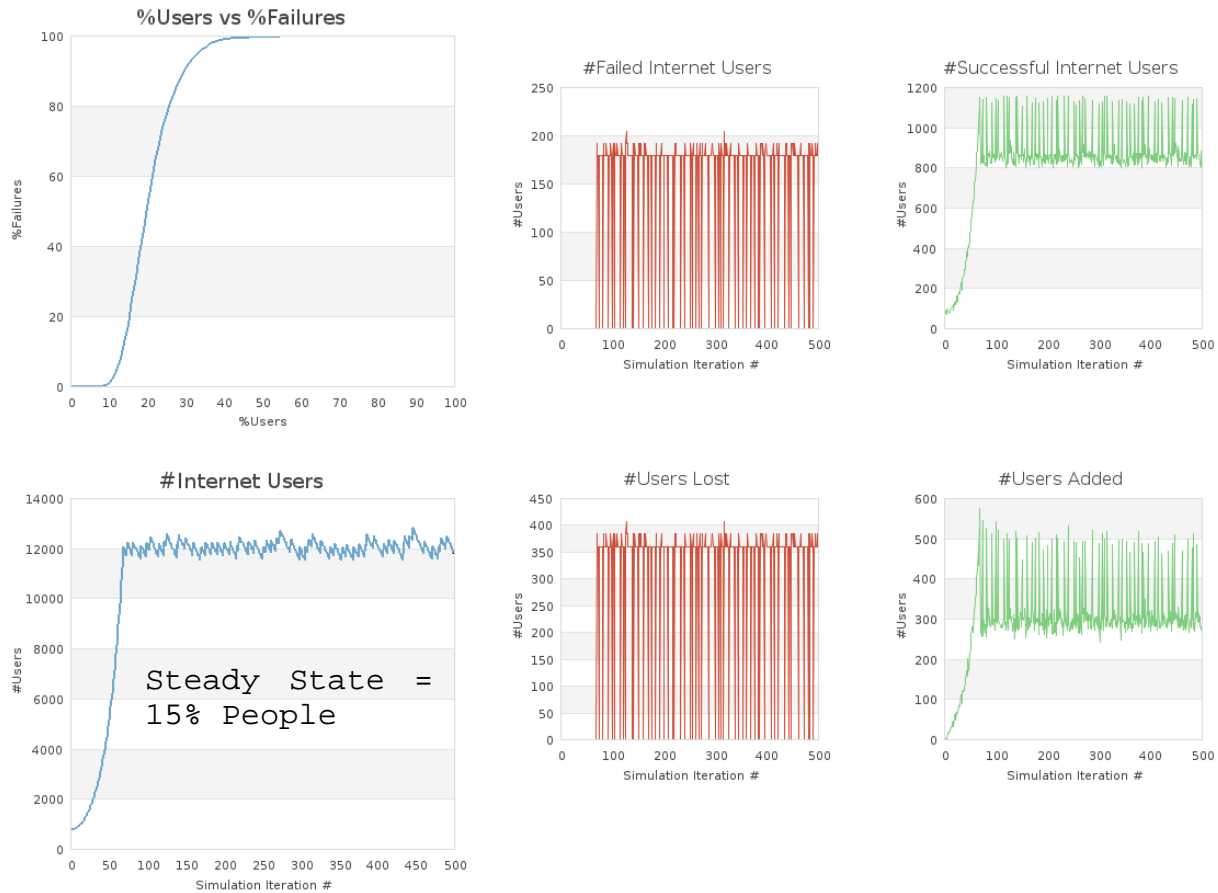 %Users vs %Failures
%Failures
100
80
60
40
20
0
0 10 20 30 40 50 60 70 80 90 100
%Users
#Failed Internet Users
#Users
250
200
150
100
50
0
0 100 200 300 400 500
Simulation Iteration #
#Successful Internet Users
#Users
1200
1000
800
600
400
200
0
0 100 200 300 400 500
Simulation Iteration #
#Internet Users
#Users
14000
12000
10000
8000
6000
4000
2000
0
Steady State =
15% People
0 50 100 150 200 250 300 350 400 450 500
Simulation Iteration #
#Users Lost
#Users
450
400
350
300
250
200
150
100
50
0
0 100 200 300 400 500
Simulation Iteration #
#Users Added
#Users
600
500
400
300
200
100
0
0 100 200 300 400 500
Simulation Iteration #